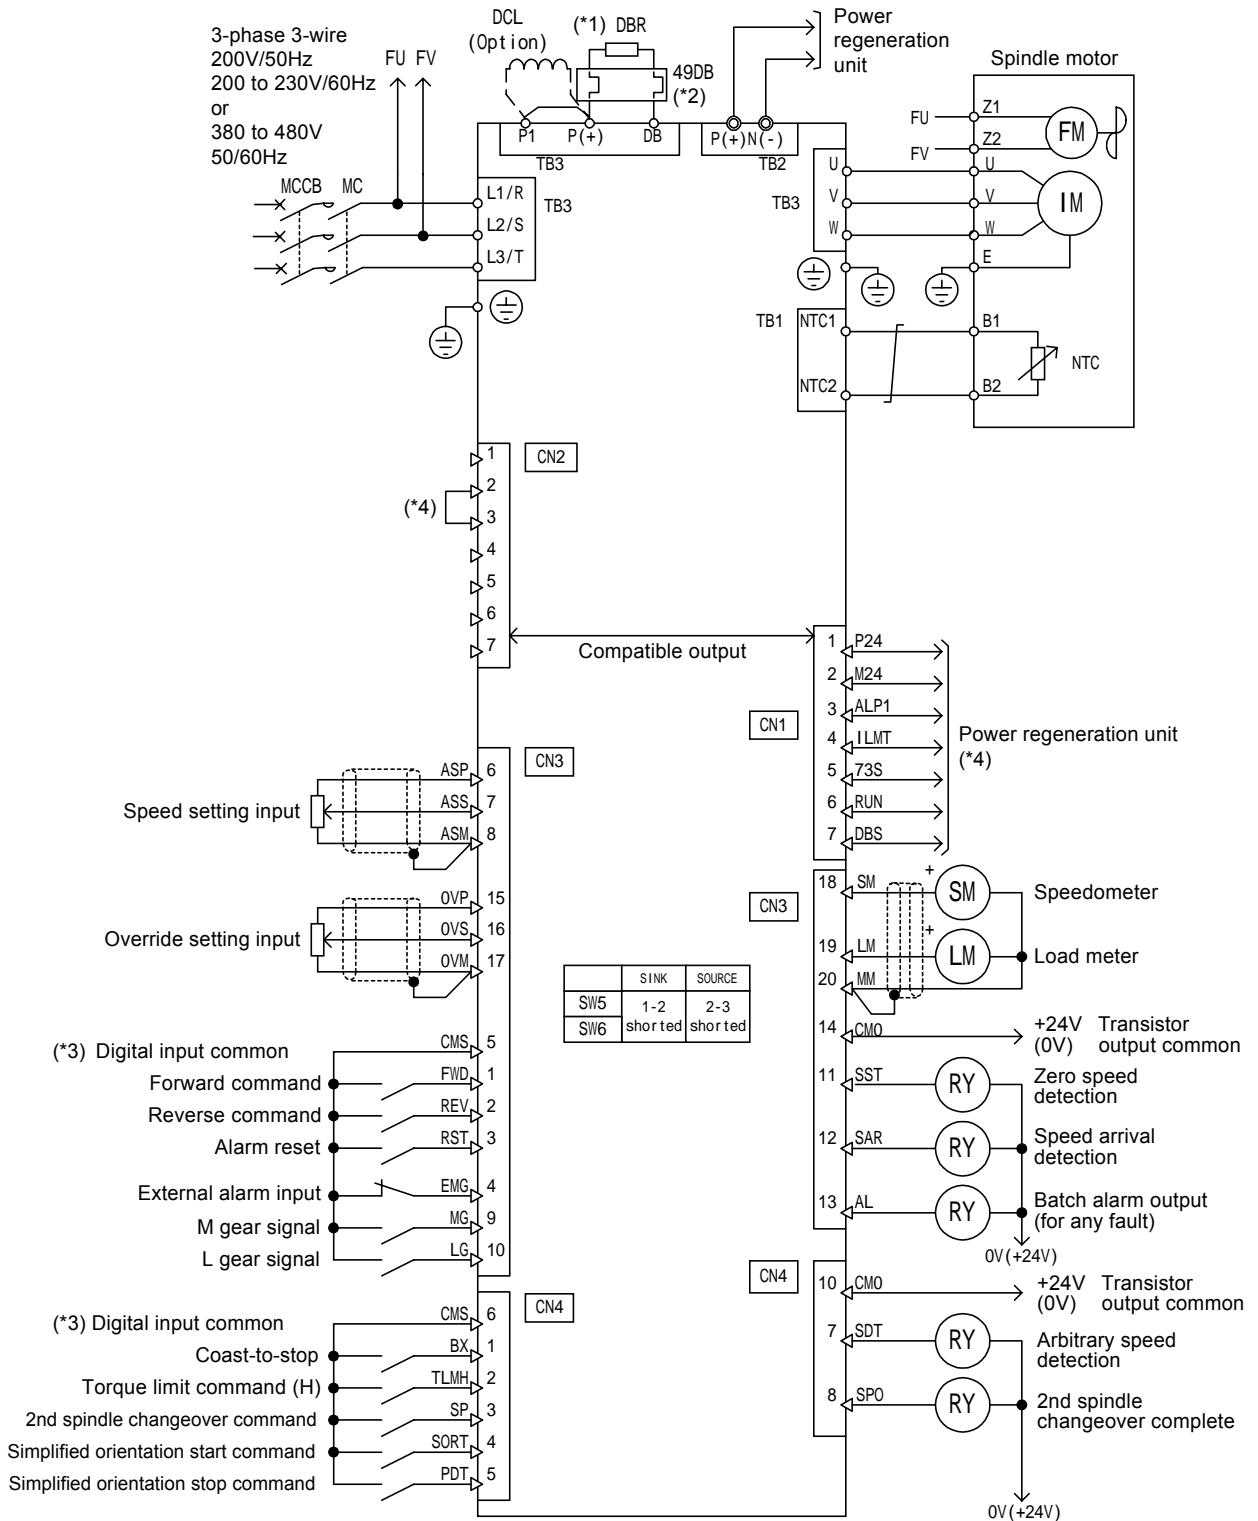 3-phase 3-wire
200V/50Hz
200 to 230V/60Hz
or
380 to 480V
50/60Hz
FU FV
DCL
(Option)
(*1) DBR
49DB
(*2)
Power
regeneration
unit
Spindle motor
P1 P(+) DB
TB3
P(+) N(-)
TB2
MCCB MC
L1/R
L2/S
L3/T
TB3
U
V
W
TB3
FU
FV
Z1
Z2
FM
U
V
W
IM
E
TB1
NTC1
NTC2
B1
B2
NTC
CN2
1
2
3
4
5
6
7
(*4)
Compatible output
CN1
1 P24
2 M24
3 ALP1
4 ILMT
5 73S
6 RUN
7 DBS
Power regeneration unit
(*4)
CN3
Speed setting input
ASP 6
ASS 7
ASM 8
Override setting input
OVP 15
OVS 16
OVM 17
(*3) Digital input common CMS 5
Forward command FWD 1
Reverse command REV 2
Alarm reset RST 3
External alarm input EMG 4
M gear signal MG 9
L gear signal LG 10
SINK SOURCE
SW5 1-2 2-3
SW6 shorted shorted
CN3
18 SM + SM Speedometer
19 LM + LM Load meter
20 MM
14 CMO +24V Transistor
(0V) output common
11 SST RY Zero speed
detection
12 SAR RY Speed arrival
detection
13 AL RY Batch alarm output
(for any fault)
0V(+24V)
CN4
(*3) Digital input common CMS 6
Coast-to-stop BX 1
Torque limit command (H) TLMH 2
2nd spindle changeover command SP 3
Simplified orientation start command SORT 4
Simplified orientation stop command PDT 5
CN4
10 CMO +24V Transistor
(0V) output common
7 SDT RY Arbitrary speed
detection
8 SPO RY 2nd spindle
changeover complete
0V(+24V)